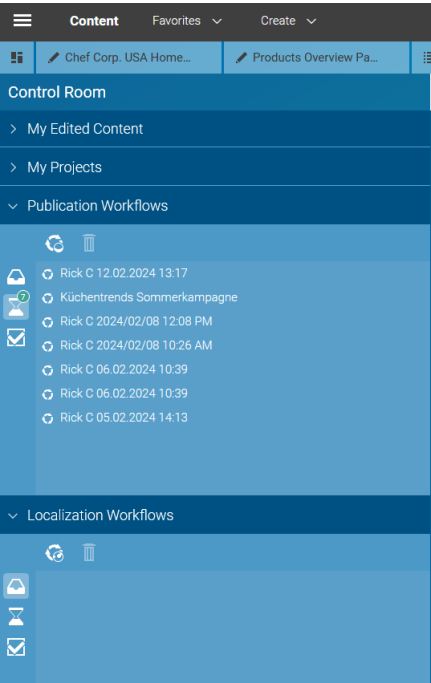 Content Favorites Create
Chef Corp. USA Home... Products Overview Pa...
Control Room
My Edited Content
My Projects
Publication Workflows
Rick C 12.02.2024 13:17
7
Küchentrends Sommerkampagne
Rick C 2024/02/08 12:08 PM
Rick C 2024/02/08 10:26 AM
Rick C 06.02.2024 10:39
Rick C 06.02.2024 10:39
Rick C 05.02.2024 14:13
Localization Workflows